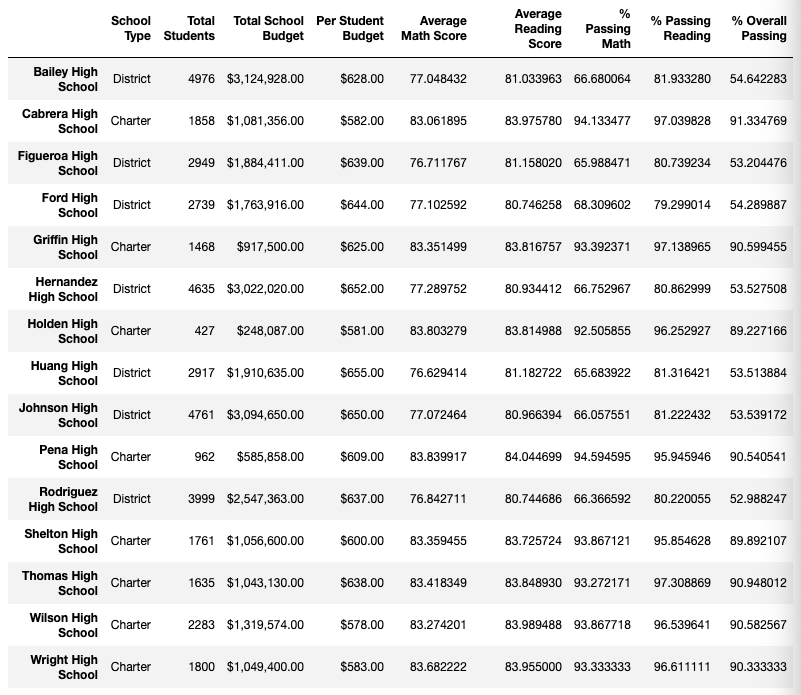 School Type Total Students Total School Budget Per Student Budget Average Math Score Average Reading Score % Passing Math % Passing Reading % Overall Passing
Bailey High School District 4976 $3,124,928.00 $628.00 77.048432 81.033963 66.680064 81.933280 54.642283
Cabrera High School Charter 1858 $1,081,356.00 $582.00 83.061895 83.975780 94.133477 97.039828 91.334769
Figueroa High School District 2949 $1,884,411.00 $639.00 76.711767 81.158020 65.988471 80.739234 53.204476
Ford High School District 2739 $1,763,916.00 $644.00 77.102592 80.746258 68.309602 79.299014 54.289887
Griffin High School Charter 1468 $917,500.00 $625.00 83.351499 83.816757 93.392371 97.138965 90.599455
Hernandez High School District 4635 $3,022,020.00 $652.00 77.289752 80.934412 66.752967 80.862999 53.527508
Holden High School Charter 427 $248,087.00 $581.00 83.803279 83.814988 92.505855 96.252927 89.227166
Huang High School District 2917 $1,910,635.00 $655.00 76.629414 81.182722 65.683922 81.316421 53.513884
Johnson High School District 4761 $3,094,650.00 $650.00 77.072464 80.966394 66.057551 81.222432 53.539172
Pena High School Charter 962 $585,858.00 $609.00 83.839917 84.044699 94.594595 95.945946 90.540541
Rodriguez High School District 3999 $2,547,363.00 $637.00 76.842711 80.744686 66.366592 80.220055 52.988247
Shelton High School Charter 1761 $1,056,600.00 $600.00 83.359455 83.725724 93.867121 95.854628 89.892107
Thomas High School Charter 1635 $1,043,130.00 $638.00 83.418349 83.848930 93.272171 97.308869 90.948012
Wilson High School Charter 2283 $1,319,574.00 $578.00 83.274201 83.989488 93.867718 96.539641 90.582567
Wright High School Charter 1800 $1,049,400.00 $583.00 83.682222 83.955000 93.333333 96.611111 90.333333